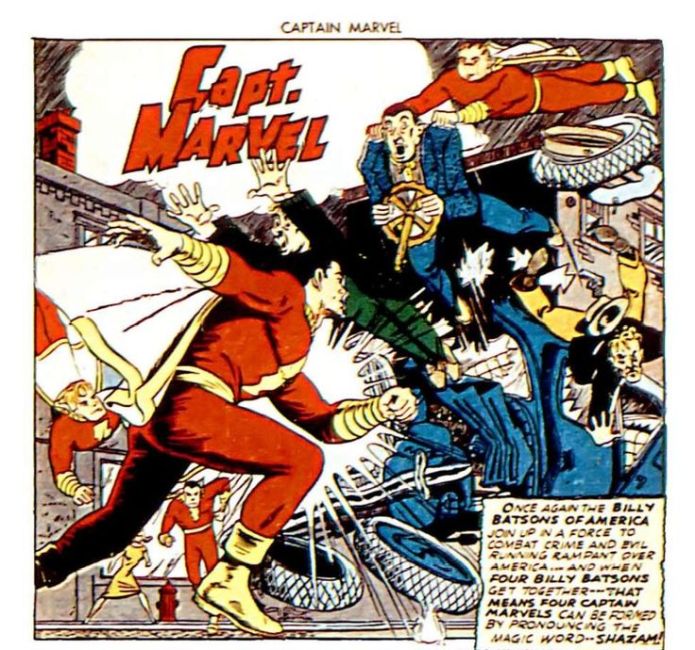 CAPTAIN MARVEL
Capt.
MARVEL
ONCE AGAIN THE BILLY
BATSONS OF AMERICA
JOIN UP IN A FORCE TO
COMBAT CRIME AND EVIL
RUNNING RAMPANT OVER
AMERICA... AND WHEN
FOUR BILLY BATSONS
GET TOGETHER--THAT
MEANS FOUR CAPTAIN
MARVELS CAN BE FORMED
BY PRONOUNCING THE
MAGIC WORD--SHAZAM!